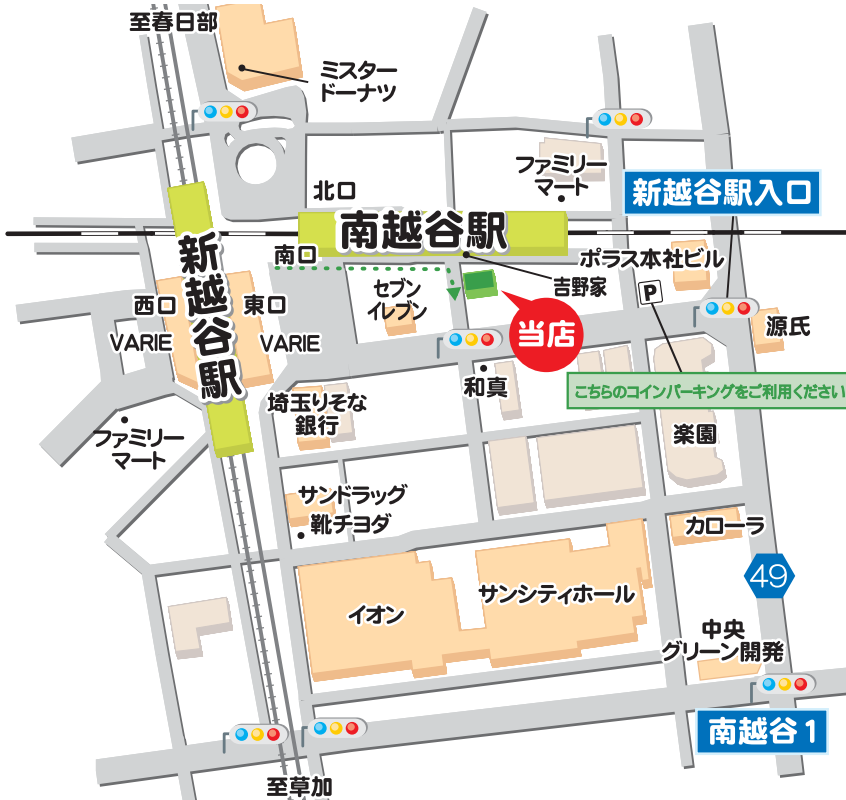 至春日部
ミスター
ドーナツ
ファミリー
マート
北口
新越谷駅入口
南越谷駅
南口
新越谷駅
ポラス本社ビル
吉野家
P
セブン
イレブン
西口
東口
VARIE
VARIE
当店
源氏
和真
こちらのコインパーキングをご利用ください
埼玉りそな
銀行
ファミリー
マート
楽園
サンドラッグ
靴チヨダ
カローラ
49
イオン
サンシティホール
中央
グリーン開発
南越谷1
至草加